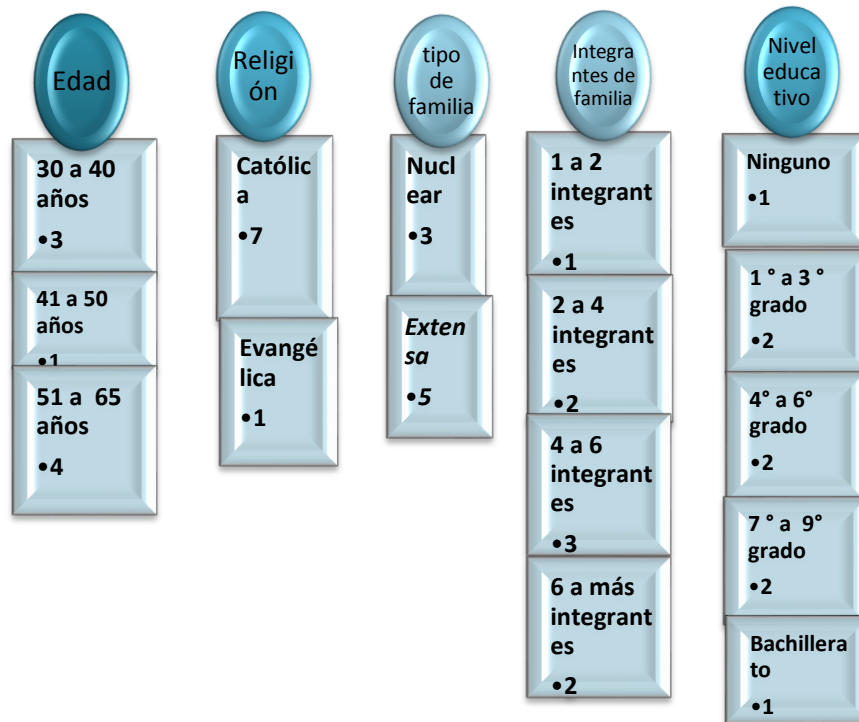 Edad
30 a 40
años
•3
41 a 50
años
•1
51 a 65
años
•4
Religi
ón
Católic
a
•7
Evangé
lica
•1
tipo
de
familia
Nucl
ear
•3
Exten
sa
•5
Integra
ntes de
familia
1 a 2
integrant
es
•1
2 a 4
integrant
es
•2
4 a 6
integrant
es
•3
6 a más
integrant
es
•2
Nivel
educa
tivo
Ninguno
•1
1 ° a 3 °
grado
•2
4° a 6°
grado
•2
7 ° a 9°
grado
•2
Bachillera
to
•1